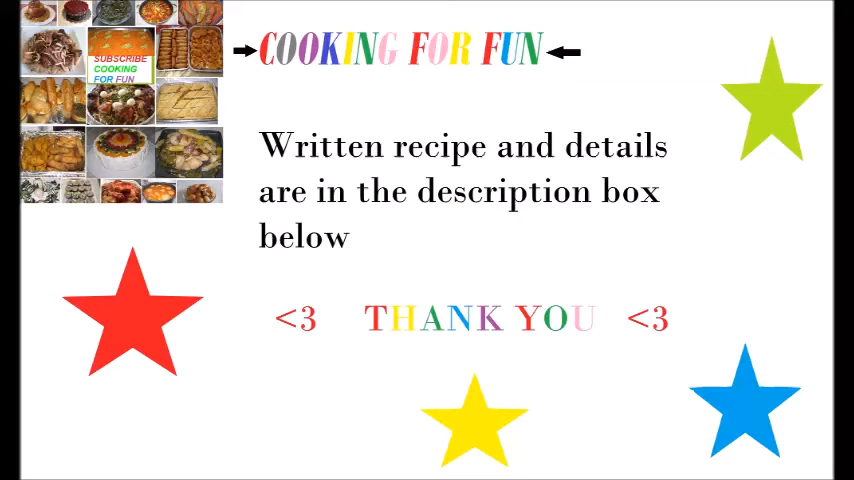 SUBSCRIBE
COOKING
FOR FUN
COOKING FOR FUN
Written recipe and details
are in the description box
below
<3 THANK YOU <3